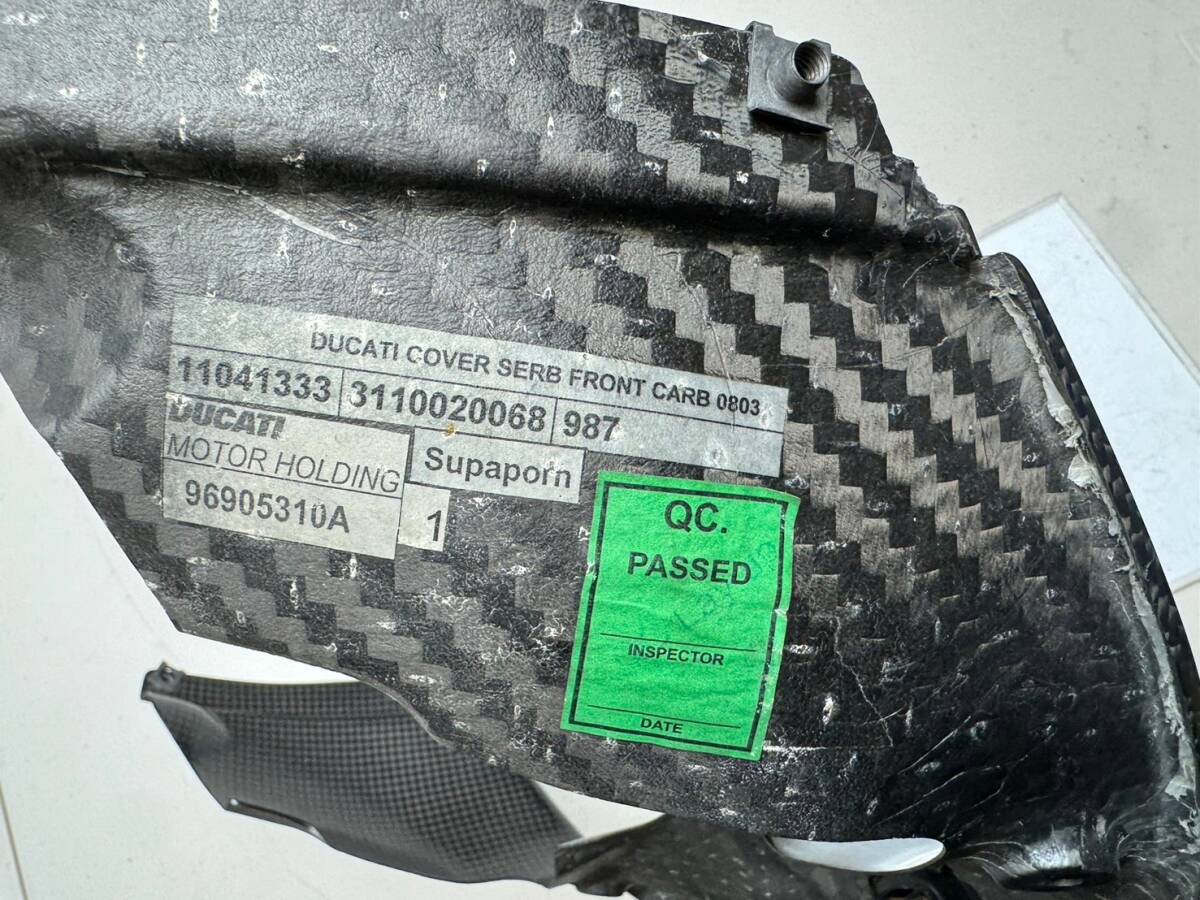 DUCATI COVER SERB FRONT CARB 0803
11041333 3110020068 987
DUCATI
MOTOR HOLDING
Supaporn
96905310A
1
QC.
PASSED
INSPECTOR
DATE